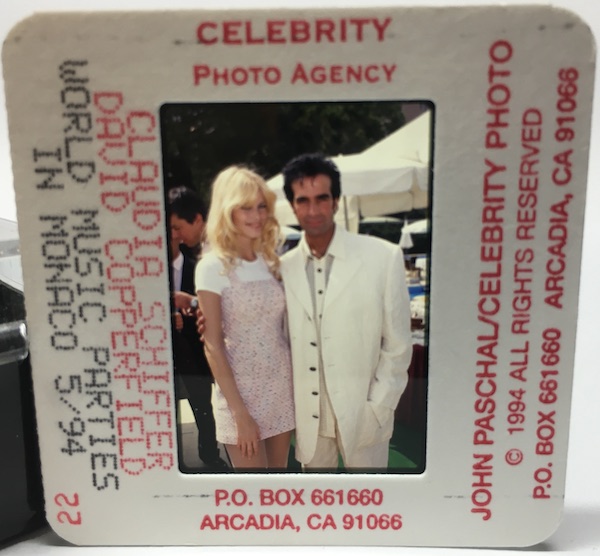 CELEBRITY
PHOTO AGENCY
CLAUDIA SCHIFFER
DAVID COPPERFIELD
WORLD MUSIC PARTIES
IN MONACO 5/94
22
JOHN PASCHAL/CELEBRITY PHOTO
© 1994 ALL RIGHTS RESERVED
P.O. BOX 661660 ARCADIA, CA 91066
P.O. BOX 661660
ARCADIA, CA 91066